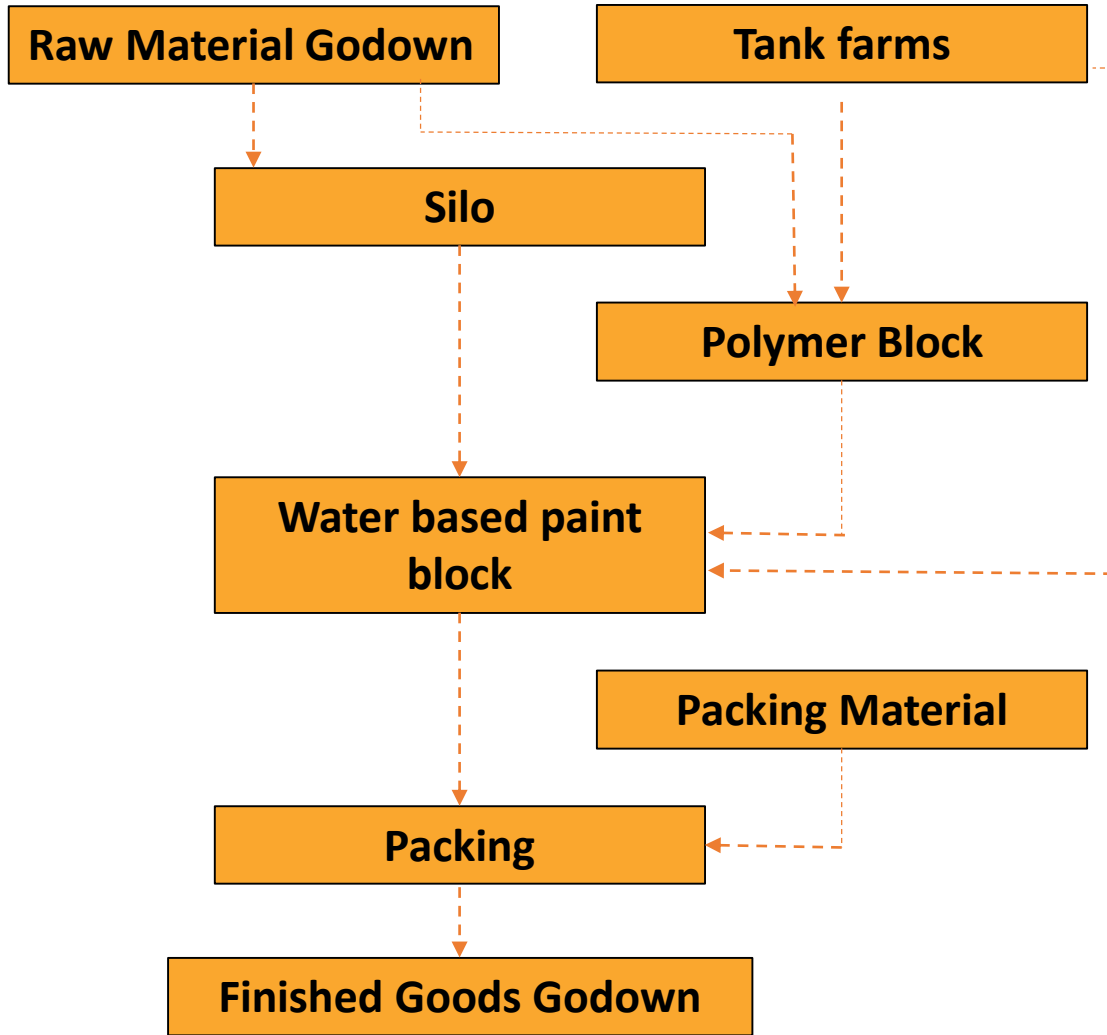 Raw Material Godown
Tank farms
Silo
Polymer Block
Water based paint
block
Packing Material
Packing
Finished Goods Godown